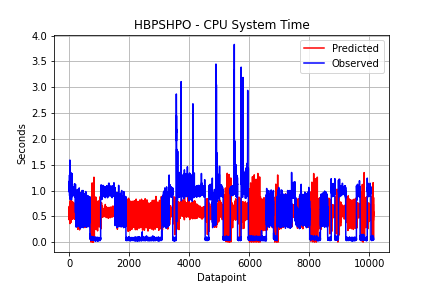 HBPSHPO - CPU System Time
Predicted
Observed
Seconds
4.0
3.5
3.0
2.5
2.0
1.5
1.0
0.5
0.0
0 2000 4000 6000 8000 10000
Datapoint